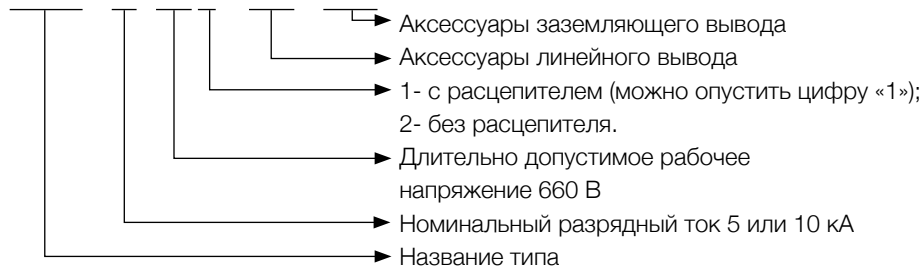 Аксессуары заземляющего вывода
Аксессуары линейного вывода
1- с расцепителем (можно опустить цифру «1»);
2- без расцепителя.
Длительно допустимое рабочее
напряжение 660 В
Номинальный разрядный ток 5 или 10 кА
Название типа